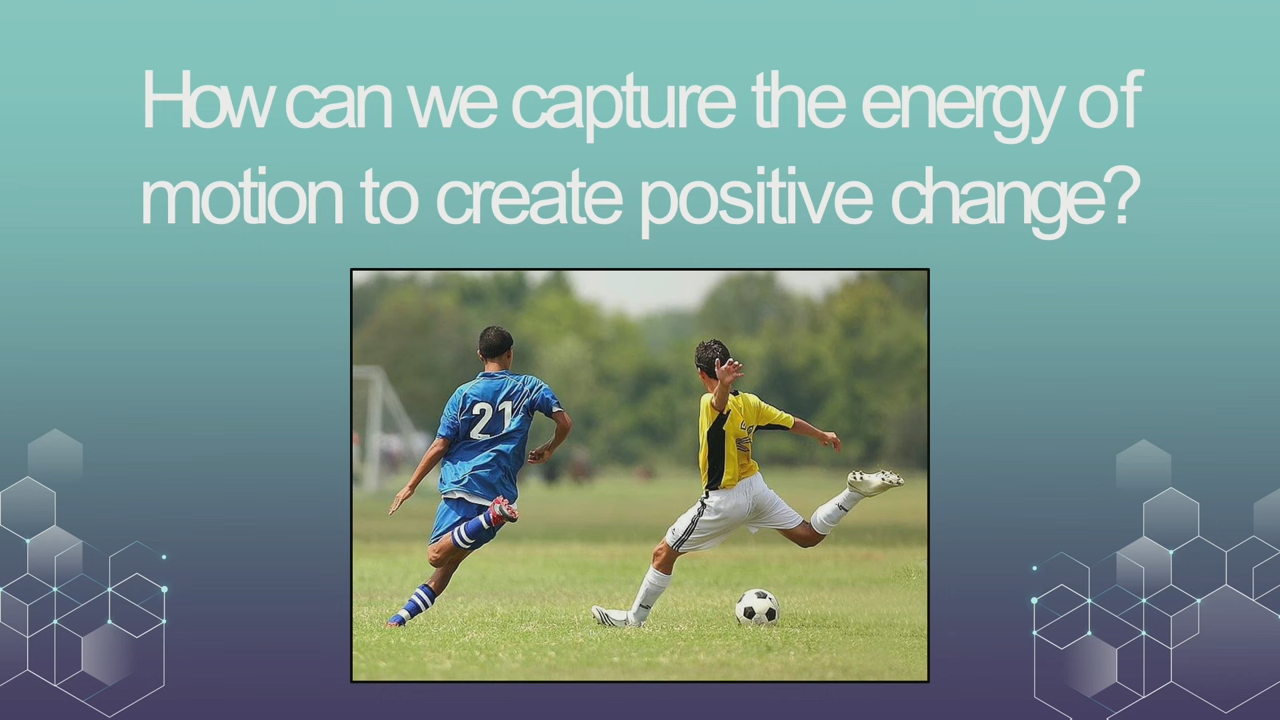 How can we capture the energy of
motion to create positive change?
21